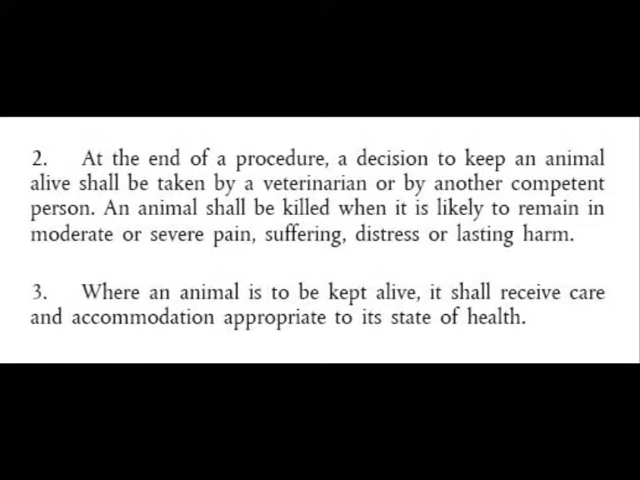 2. At the end of a procedure, a decision to keep an animal
alive shall be taken by a veterinarian or by another competent
person. An animal shall be killed when it is likely to remain in
moderate or severe pain, suffering, distress or lasting harm.
3. Where an animal is to be kept alive, it shall receive care
and accommodation appropriate to its state of health.